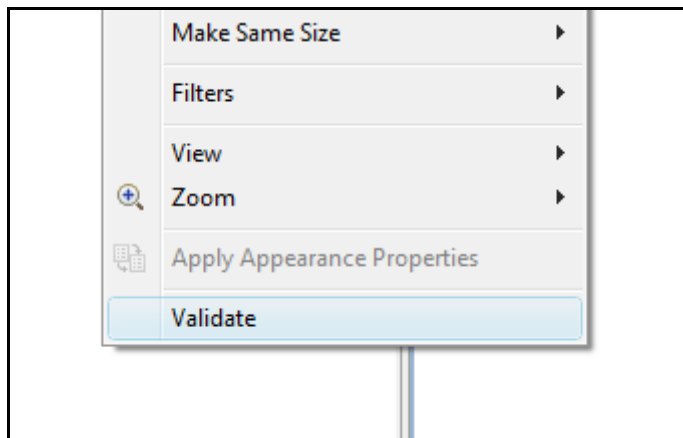 Make Same Size
Filters
View
Zoom
Apply Appearance Properties
Validate